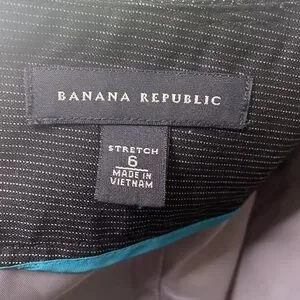 BANANA REPUBLIC
STRETCH
6
MADE IN
VIETNAM